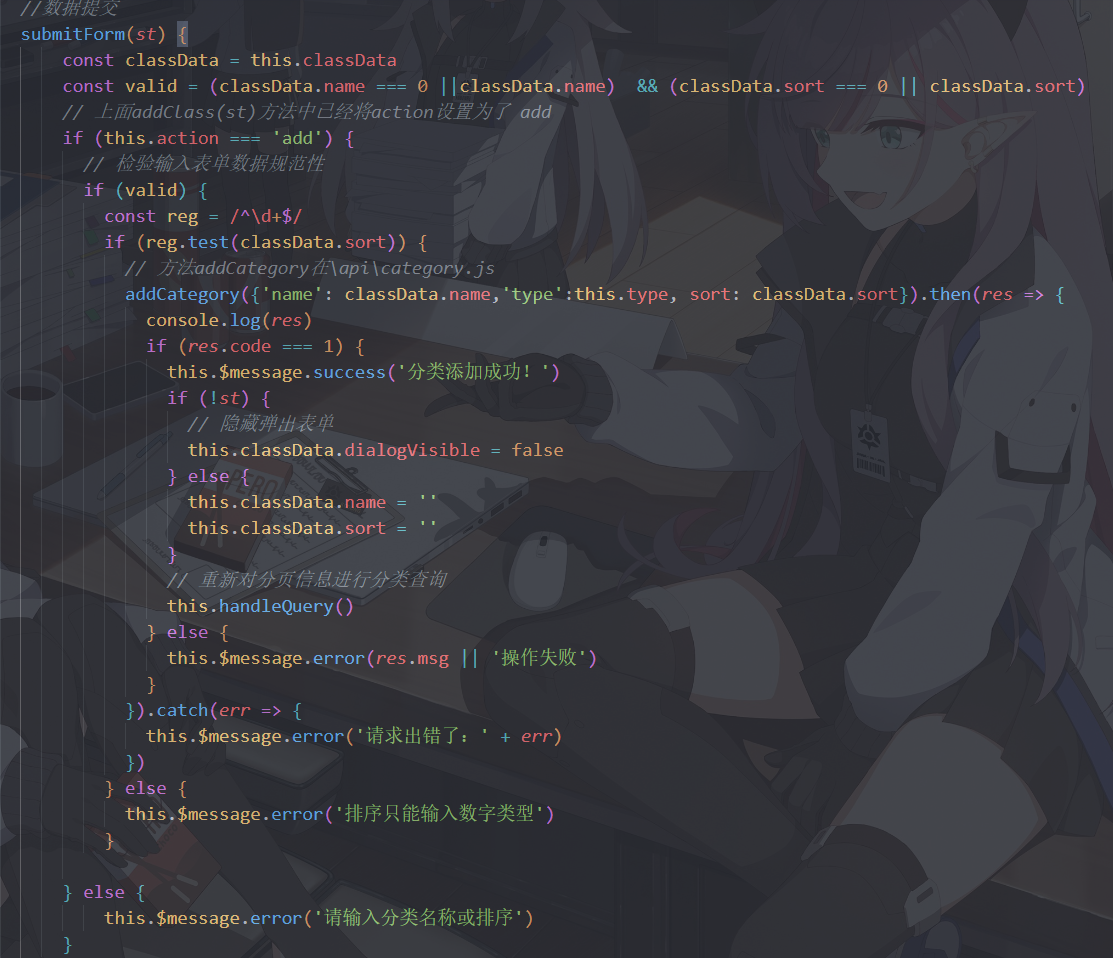 //数据提交
submitForm(st) {
const classData = this.classData
const valid = (classData.name === 0 ||classData.name)  && (classData.sort === 0 || classData.sort)
// 上面addClass(st)方法中已经将action设置为了 add
if (this.action === 'add') {
// 检验输入表单数据规范性
if (valid) {
const reg = /^\d+$/
if (reg.test(classData.sort)) {
// 方法addCategory在\api\category.js
addCategory({'name': classData.name,'type':this.type, sort: classData.sort}).then(res => {
console.log(res)
if (res.code === 1) {
this.$message.success('分类添加成功！')
if (!st) {
// 隐藏弹出表单
this.classData.dialogVisible = false
} else {
this.classData.name = ''
this.classData.sort = ''
}
// 重新对分页信息进行分类查询
this.handleQuery()
} else {
this.$message.error(res.msg || '操作失败')
}
}).catch(err => {
this.$message.error('请求出错了：' + err)
})
} else {
this.$message.error('排序只能输入数字类型')
}
} else {
this.$message.error('请输入分类名称或排序')
}